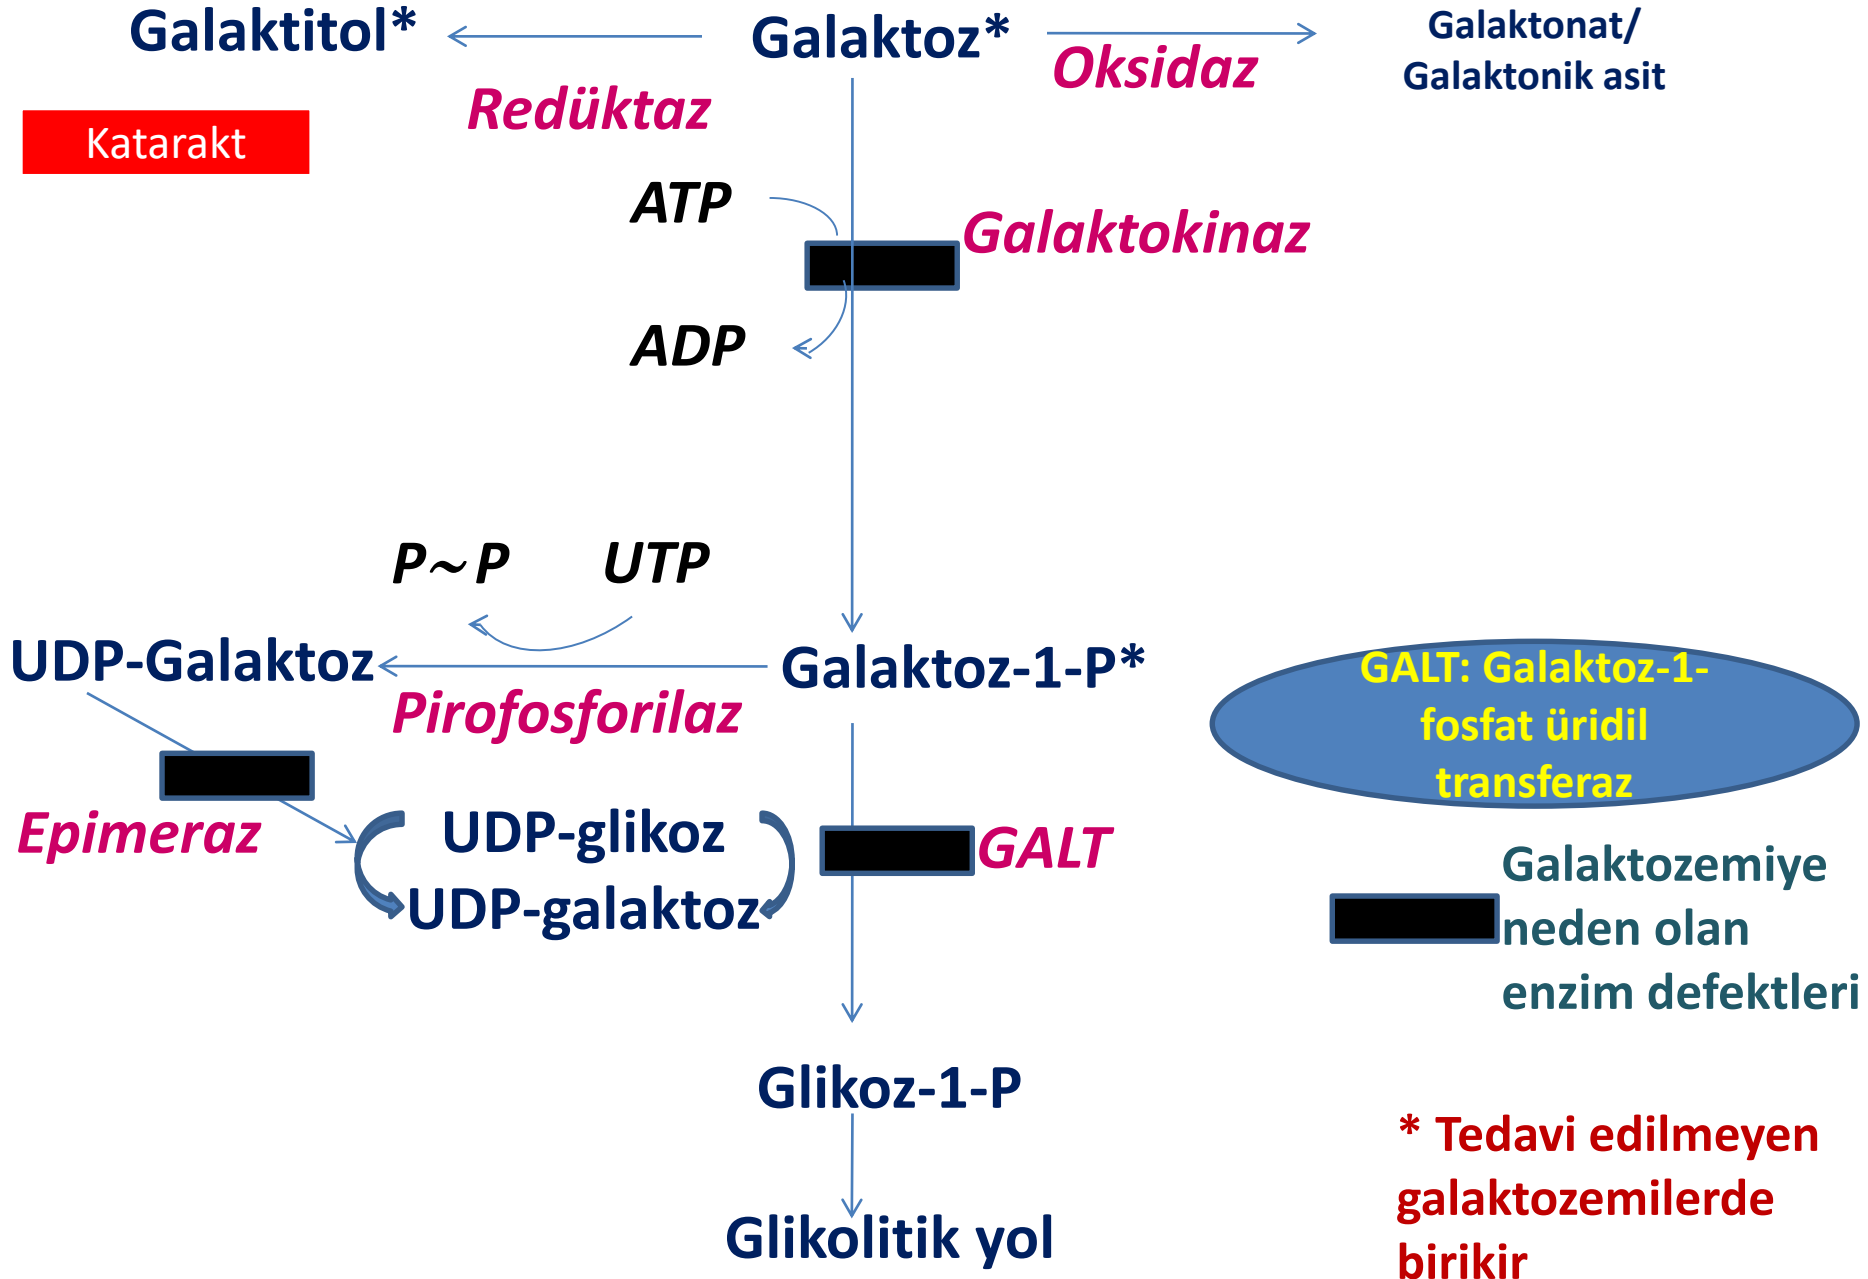 Galaktitol*
Galaktoz*
Galaktonat/
Galaktonik asit
Oksidaz
Redüktaz
Katarakt
ATP
Galaktokinaz
ADP
P~P
UTP
UDP-Galaktoz
Galaktoz-1-P*
Pirofosforilaz
GALT: Galaktoz-1-
fosfat üridil
transferaz
Epimeraz
UDP-glikoz
UDP-galaktoz
GALT
Galaktozemiye
neden olan
enzim defektleri
Glikoz-1-P
Glikolitik yol
* Tedavi edilmeyen
galaktozemilerde
birikir